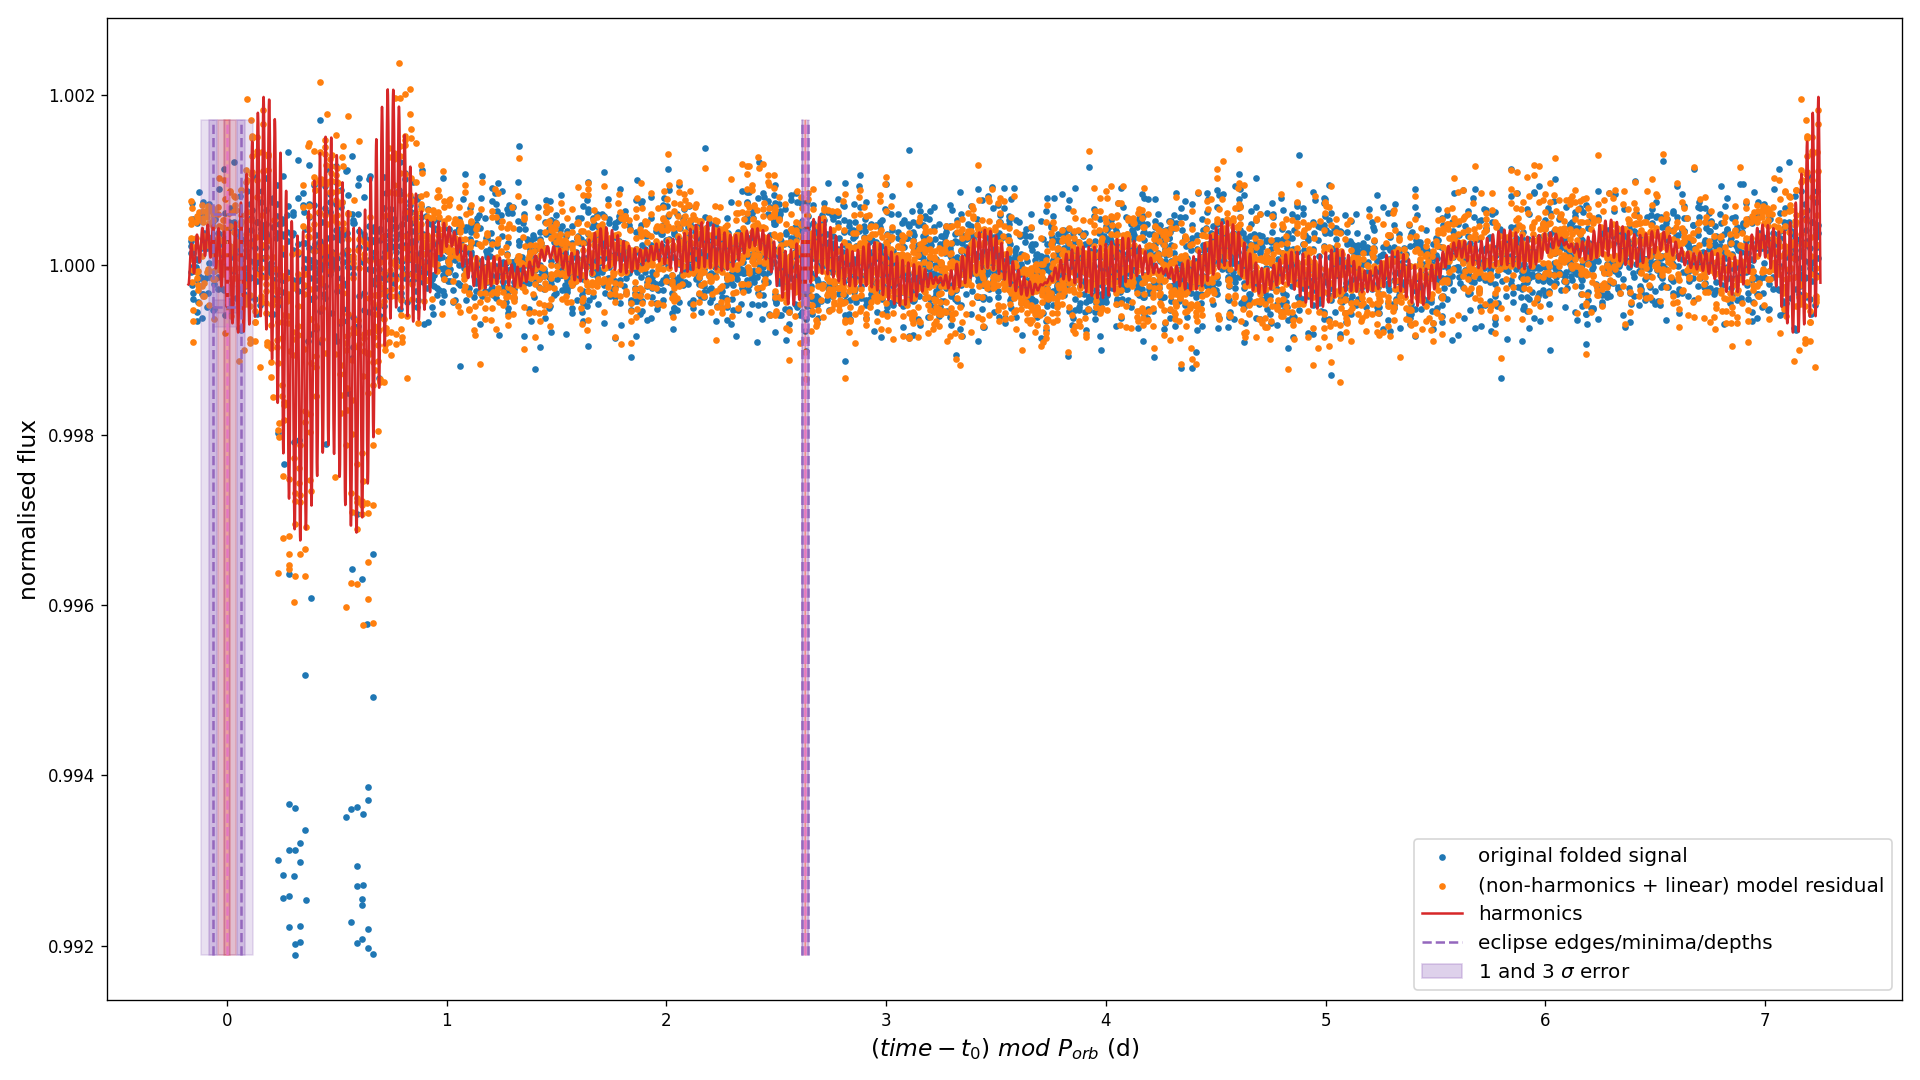 normalised flux
1.002
1.000
0.998
0.996
0.994
0.992
0 1 2 3 4 5 6 7
(time − t0) mod Porb (d)
original folded signal
(non-harmonics + linear) model residual
harmonics
eclipse edges/minima/depths
1 and 3 σ error